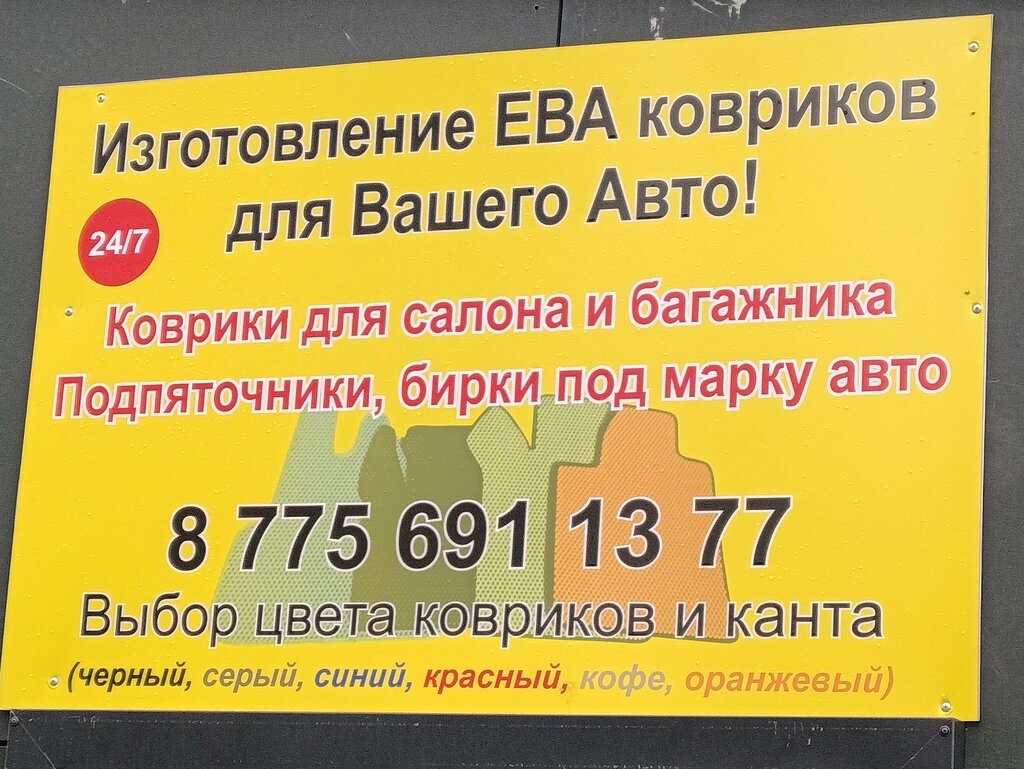 Изготовление ЕВА ковриков
для Вашего Авто!
24/7
Коврики для салона и багажника
Подпяточники, бирки под марку авто
8 775 691 13 77
Выбор цвета ковриков и канта
(черный, серый, синий, красный, кофе, оранжевый)